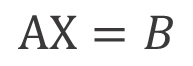 AX = B